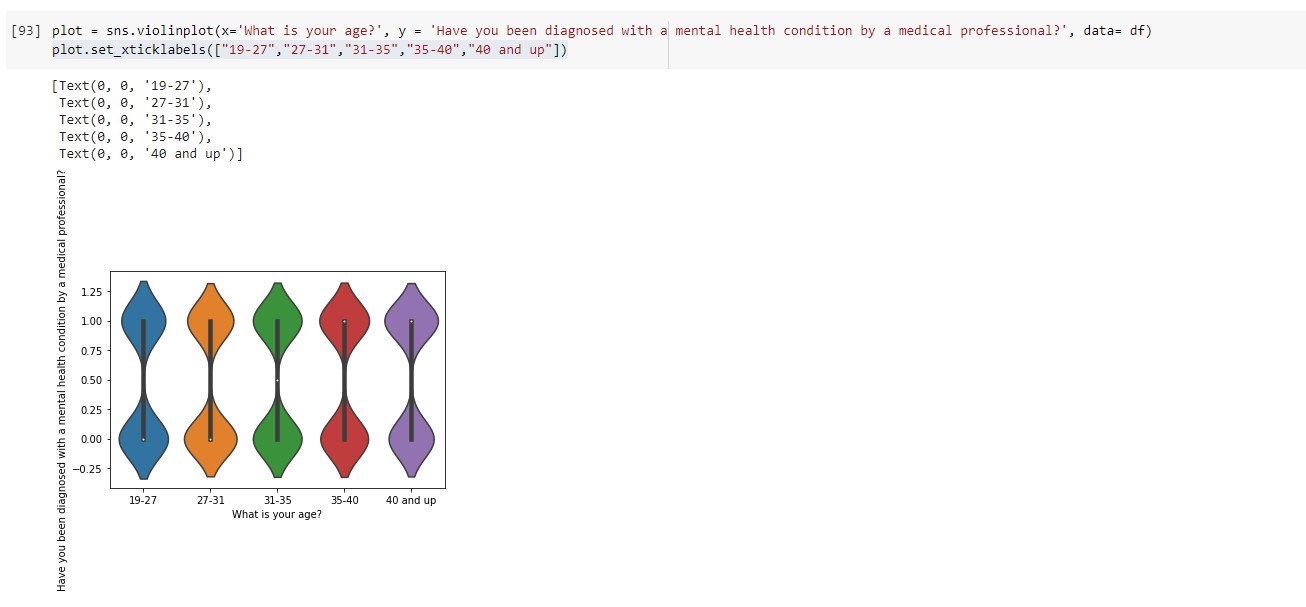 [93] plot = sns.violinplot(x='What is your age?', y = 'Have you been diagnosed with a mental health condition by a medical professional?', data= df)
plot.set_xticklabels(["19-27","27-31","31-35","35-40","40 and up"])
[Text(0, 0, '19-27'),
Text(0, 0, '27-31'),
Text(0, 0, '31-35'),
Text(0, 0, '35-40'),
Text(0, 0, '40 and up')]
Have you been diagnosed with a mental health condition by a medical professional?
1.25
1.00
0.75
0.50
0.25
0.00
−0.25
19-27 27-31 31-35 35-40 40 and up
What is your age?